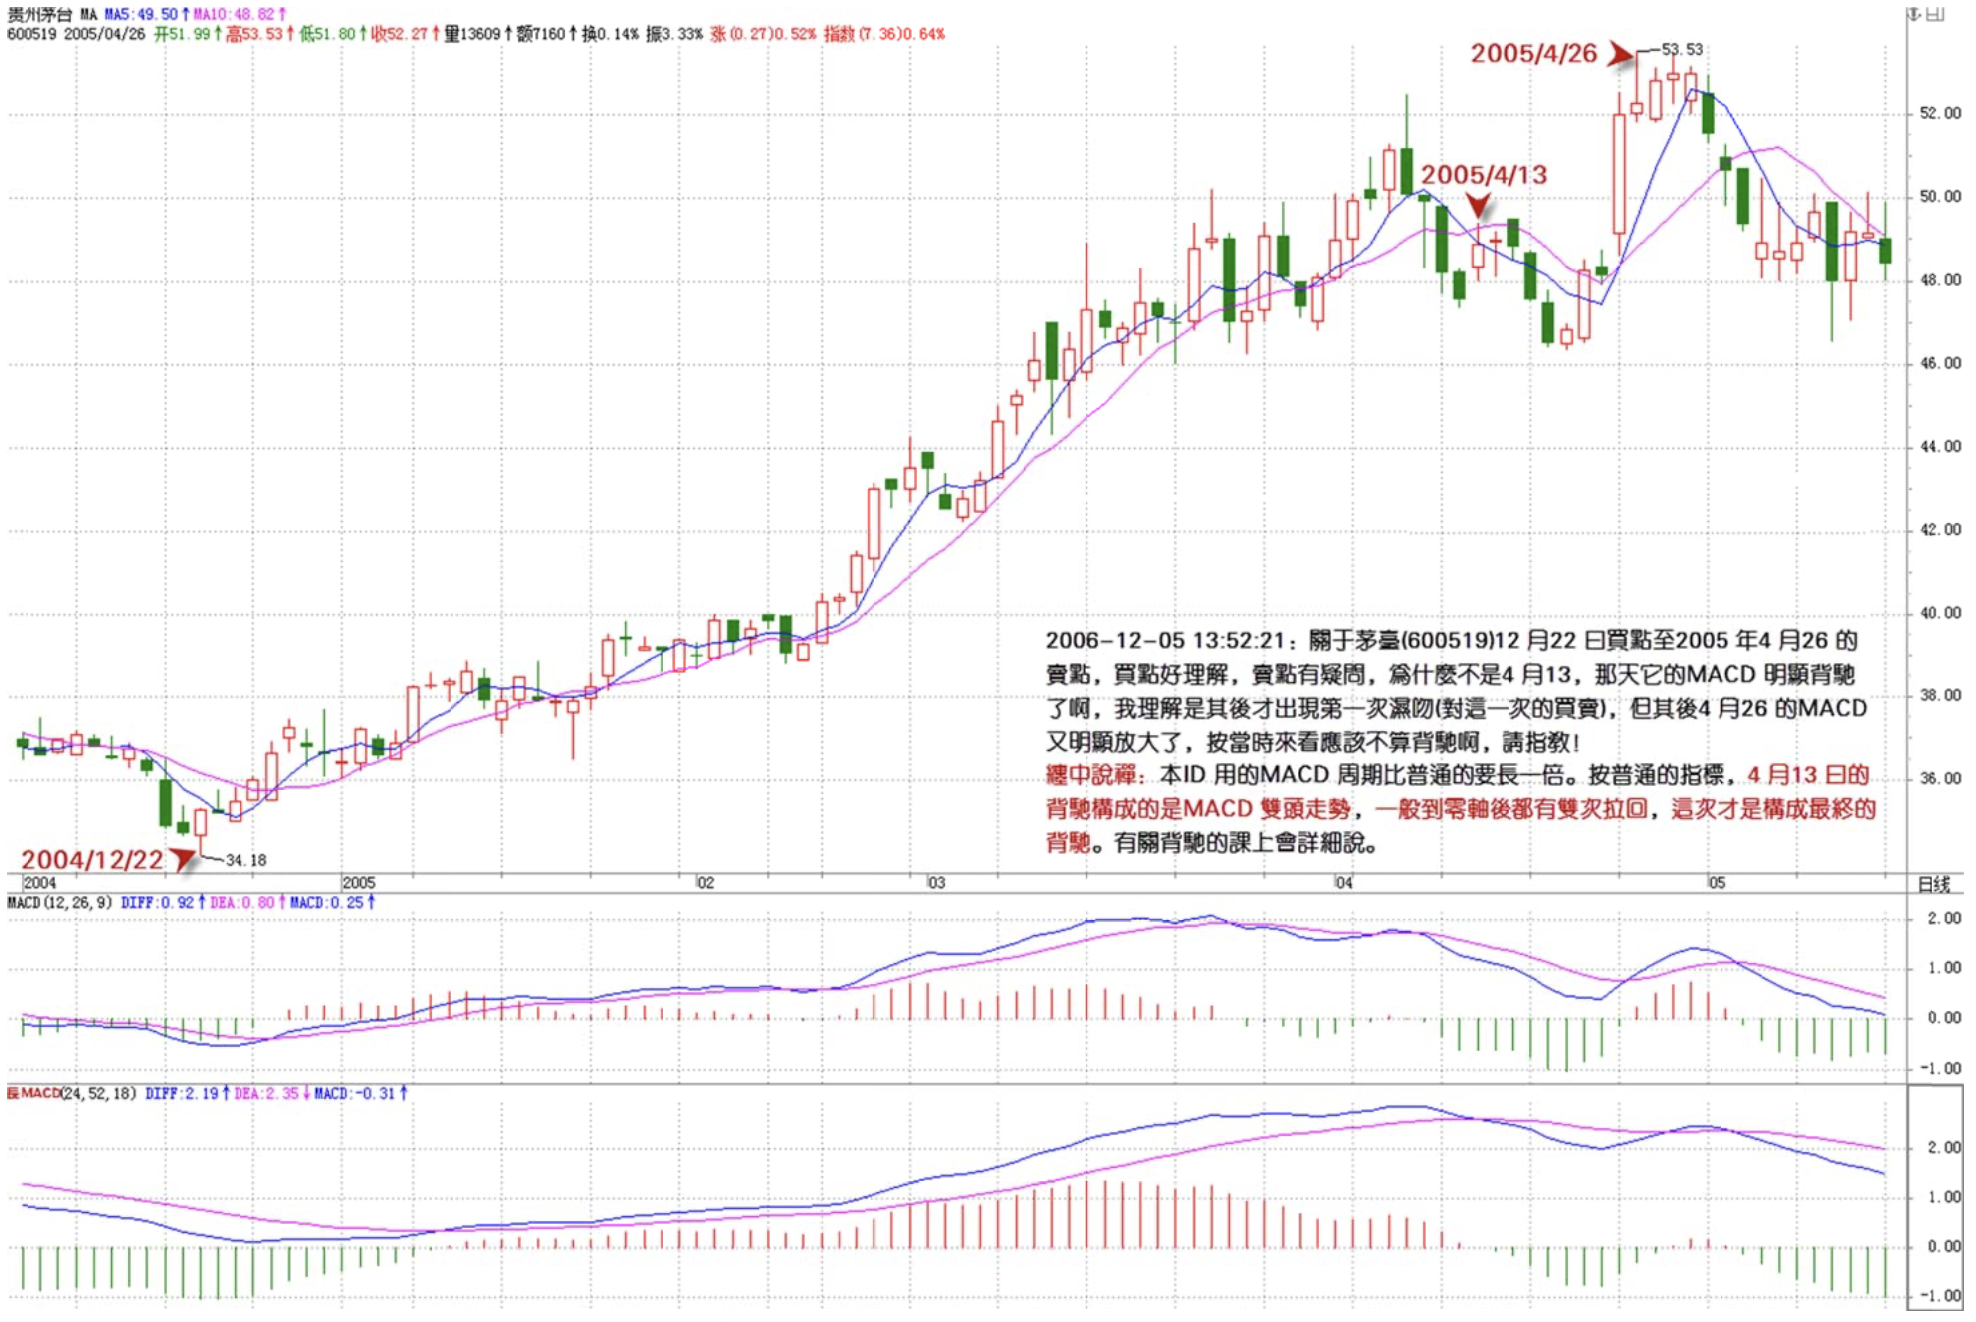 贵州茅台 MA MA5:49.50↑MA10:48.82↑
600519 2005/04/26 开51.99↑高53.53↑低51.80↑收52.27↑量13609↑额7160↑换0.14% 振3.33% 涨(0.27)0.52% 指数(7.36)0.64%
2005/4/26
53.53
52.00
2005/4/13
50.00
48.00
46.00
44.00
42.00
40.00
2006-12-05 13:52:21：關于茅臺(600519)12 月22 日買點至2005 年4 月26 的
賣點，買點好理解，賣點有疑問，爲什麽不是4 月13，那天它的MACD 明顯背馳
了啊，我理解是其後才出現第一次濕吻(對這一次的買賣)，但其後4 月26 的MACD
又明顯放大了，按當時來看應該不算背馳啊，請指教!
38.00
纏中說禪：本ID 用的MACD 周期比普通的要長一倍。按普通的指標，4 月13 日的
36.00
背馳構成的是MACD 雙頭走勢，一般到零軸後都有雙次拉回，這次才是構成最終的
背馳。有關背馳的課上會詳細說。
2004/12/22
34.18
2004 2005 02 03 04 05 日线
MACD(12,26,9) DIFF:0.92↑DEA:0.80↑MACD:0.25↑
2.00
1.00
0.00
-1.00
長MACD(24,52,18) DIFF:2.19↑DEA:2.35↓MACD:-0.31↑
2.00
1.00
0.00
-1.00